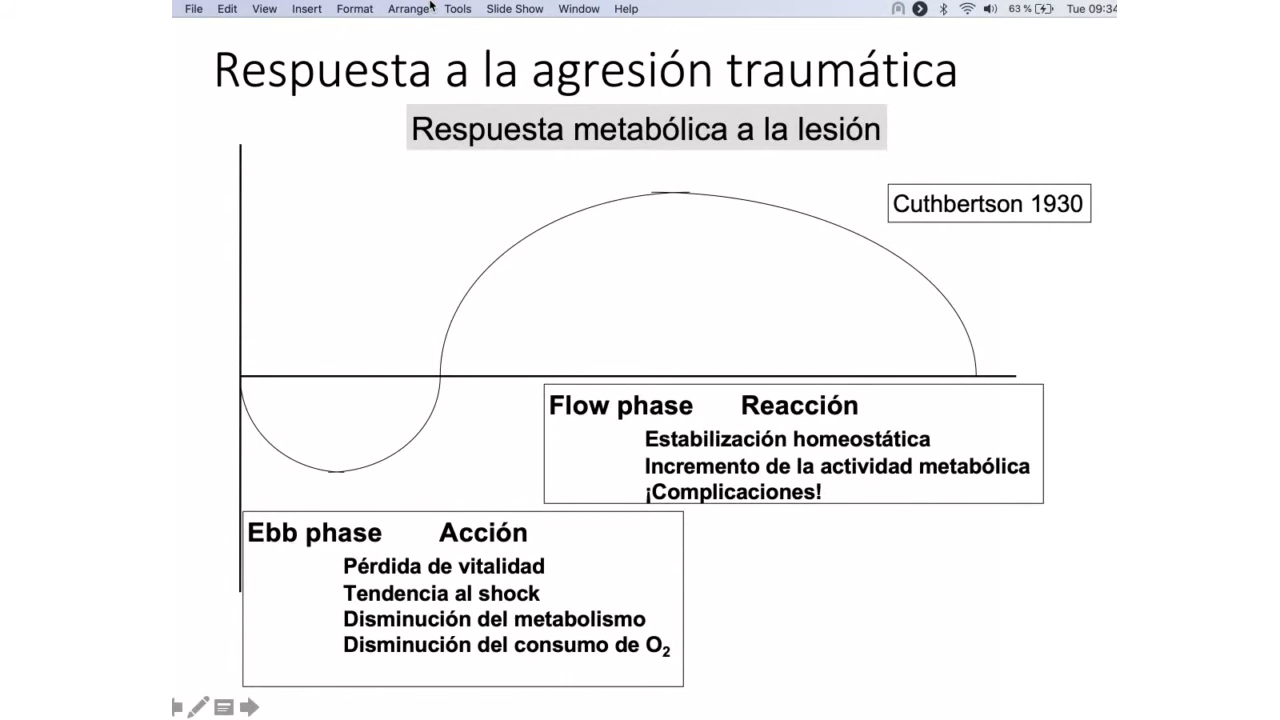 File Edit View Insert Format Arrange Tools Slide Show Window Help 63 % Tue 09:34
Respuesta a la agresión traumática
Respuesta metabólica a la lesión
Cuthbertson 1930
Flow phase Reacción
Estabilización homeostática
Incremento de la actividad metabólica
¡Complicaciones!
Ebb phase Acción
Pérdida de vitalidad
Tendencia al shock
Disminución del metabolismo
Disminución del consumo de O₂